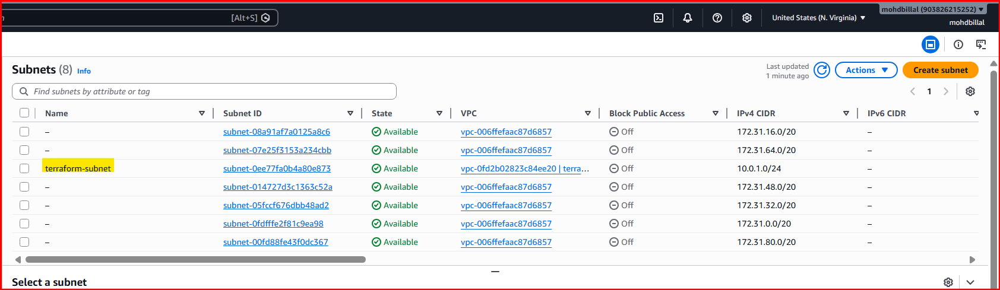 [Alt+S]
United States (N. Virginia)
mohdbillal (903826215252)
mohdbillal
Subnets (8) Info
Last updated
1 minute ago
Actions
Create subnet
Find subnets by attribute or tag
1
Name Subnet ID State VPC Block Public Access IPv4 CIDR IPv6 CIDR
– subnet-08a91af7a0125a8c6 Available vpc-006ffefaac87d6857 Off 172.31.16.0/20 –
– subnet-07e25f3153a234cbb Available vpc-006ffefaac87d6857 Off 172.31.64.0/20 –
terraform-subnet subnet-0ee77fa0b4a80e873 Available vpc-0fd2b02823c84ee20 | terra... Off 10.0.1.0/24 –
– subnet-014727d3c1363c52a Available vpc-006ffefaac87d6857 Off 172.31.48.0/20 –
– subnet-05fccf676dbb48ad2 Available vpc-006ffefaac87d6857 Off 172.31.32.0/20 –
– subnet-0fdfffe2f81c9ea98 Available vpc-006ffefaac87d6857 Off 172.31.0.0/20 –
– subnet-00fd88fe43f0dc367 Available vpc-006ffefaac87d6857 Off 172.31.80.0/20 –
Select a subnet